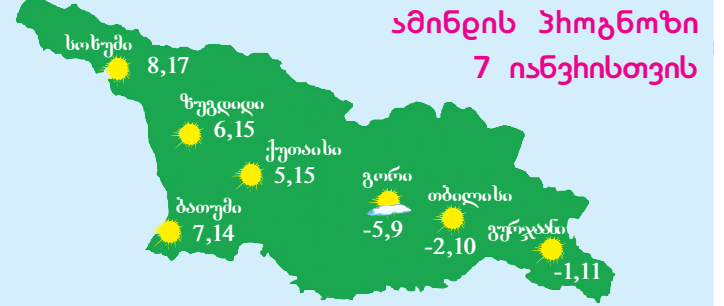 ამინდის პროგნოზი
7 იანვრისთვის
სოხუმი
8,17
ზუგდიდი
6,15
ქუთაისი
5,15
გორი
-5,9
თბილისი
-2,10
ბათუმი
7,14
გურჯაანი
-1,11